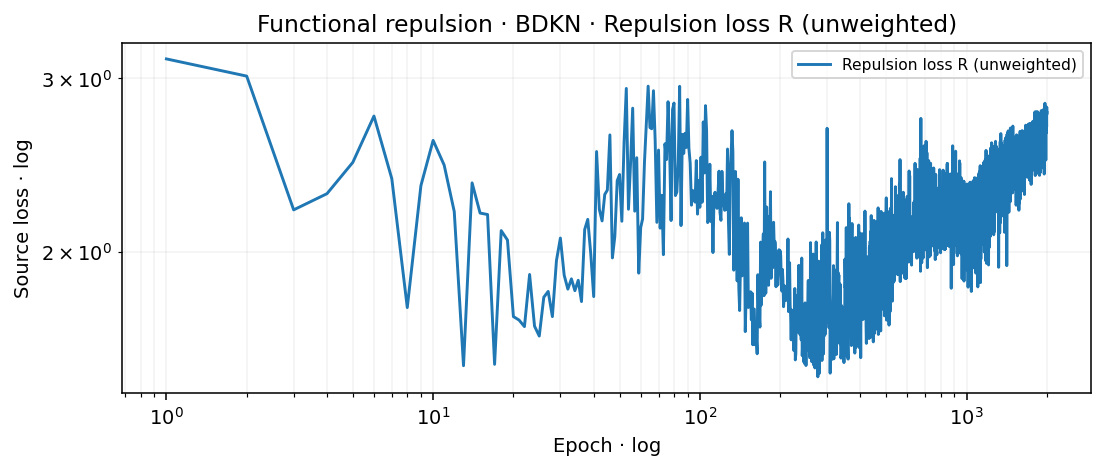 Functional repulsion · BDKN · Repulsion loss R (unweighted)
Repulsion loss R (unweighted)
Source loss · log
3 × 10⁰
2 × 10⁰
10⁰ 10¹ 10² 10³
Epoch · log